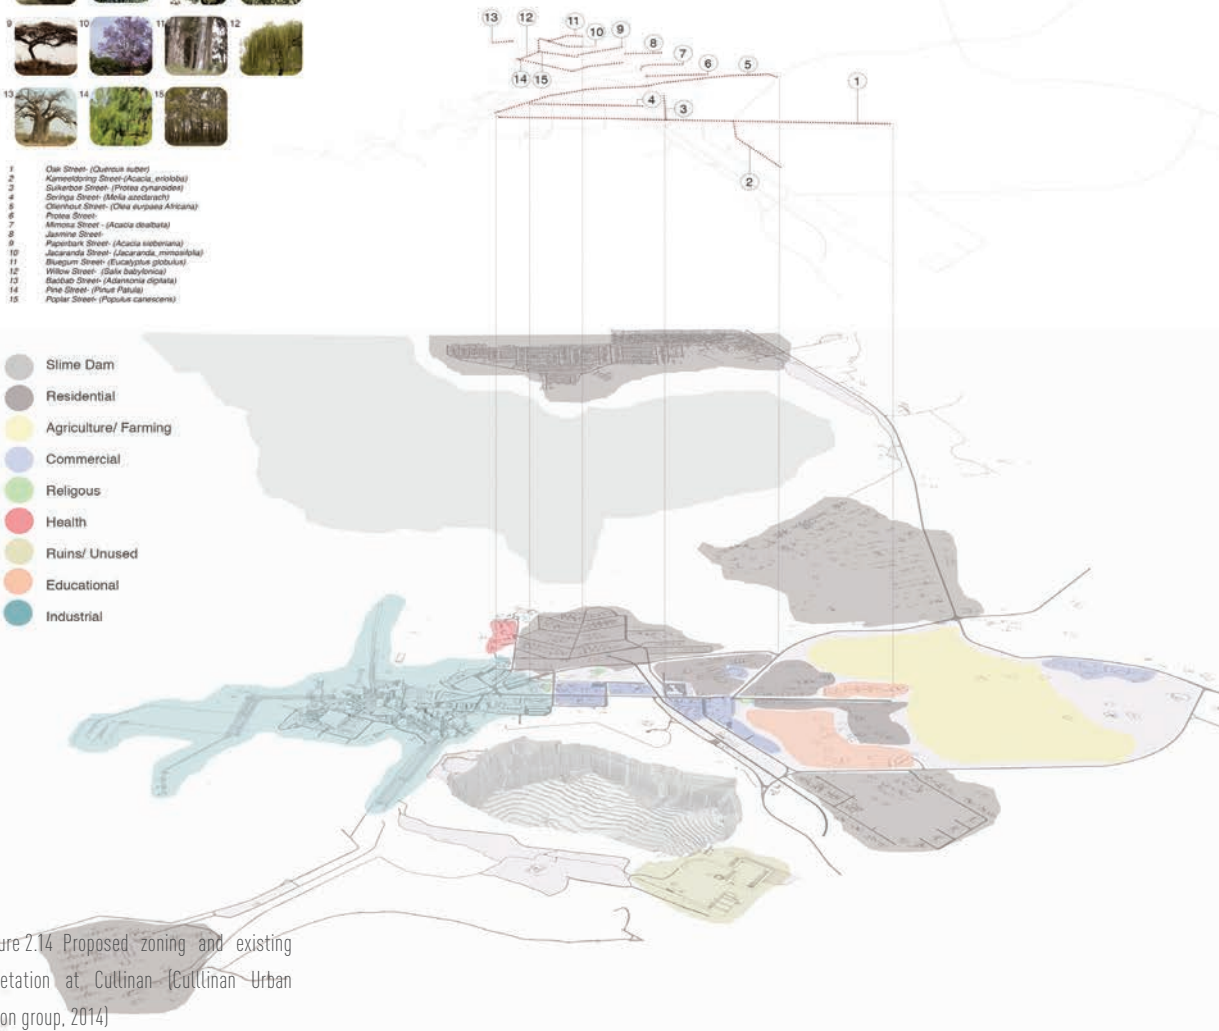 9 10 11 12
13 14 15
1 Oak Street- (Quercus suber)
2 Kameeldoring Street-(Acacia_erioloba)
3 Suikerbos Street- (Protea cynaroides)
4 Seringa Street- (Melia azedarach)
5 Olienhout Street- (Olea eurpaea Africana)
6 Protea Street-
7 Mimosa Street - (Acacia dealbata)
8 Jasmine Street-
9 Paperbark Street- (Acacia sieberiana)
10 Jacaranda Street- (Jacaranda_mimosifolia)
11 Bluegum Street- (Eucalyptus globulus)
12 Willow Street- (Salix babylonica)
13 Baobab Street- (Adansonia digitata)
14 Pine Street- (Pinus Patula)
15 Poplar Street- (Populus canescens)
13 12 11 10 9 8 7 6 5 1
14 15 4 3
2
Slime Dam
Residential
Agriculture/ Farming
Commercial
Religous
Health
Ruins/ Unused
Educational
Industrial
ure 2.14 Proposed zoning and existing
etation at Cullinan (Culllinan Urban
on group, 2014)